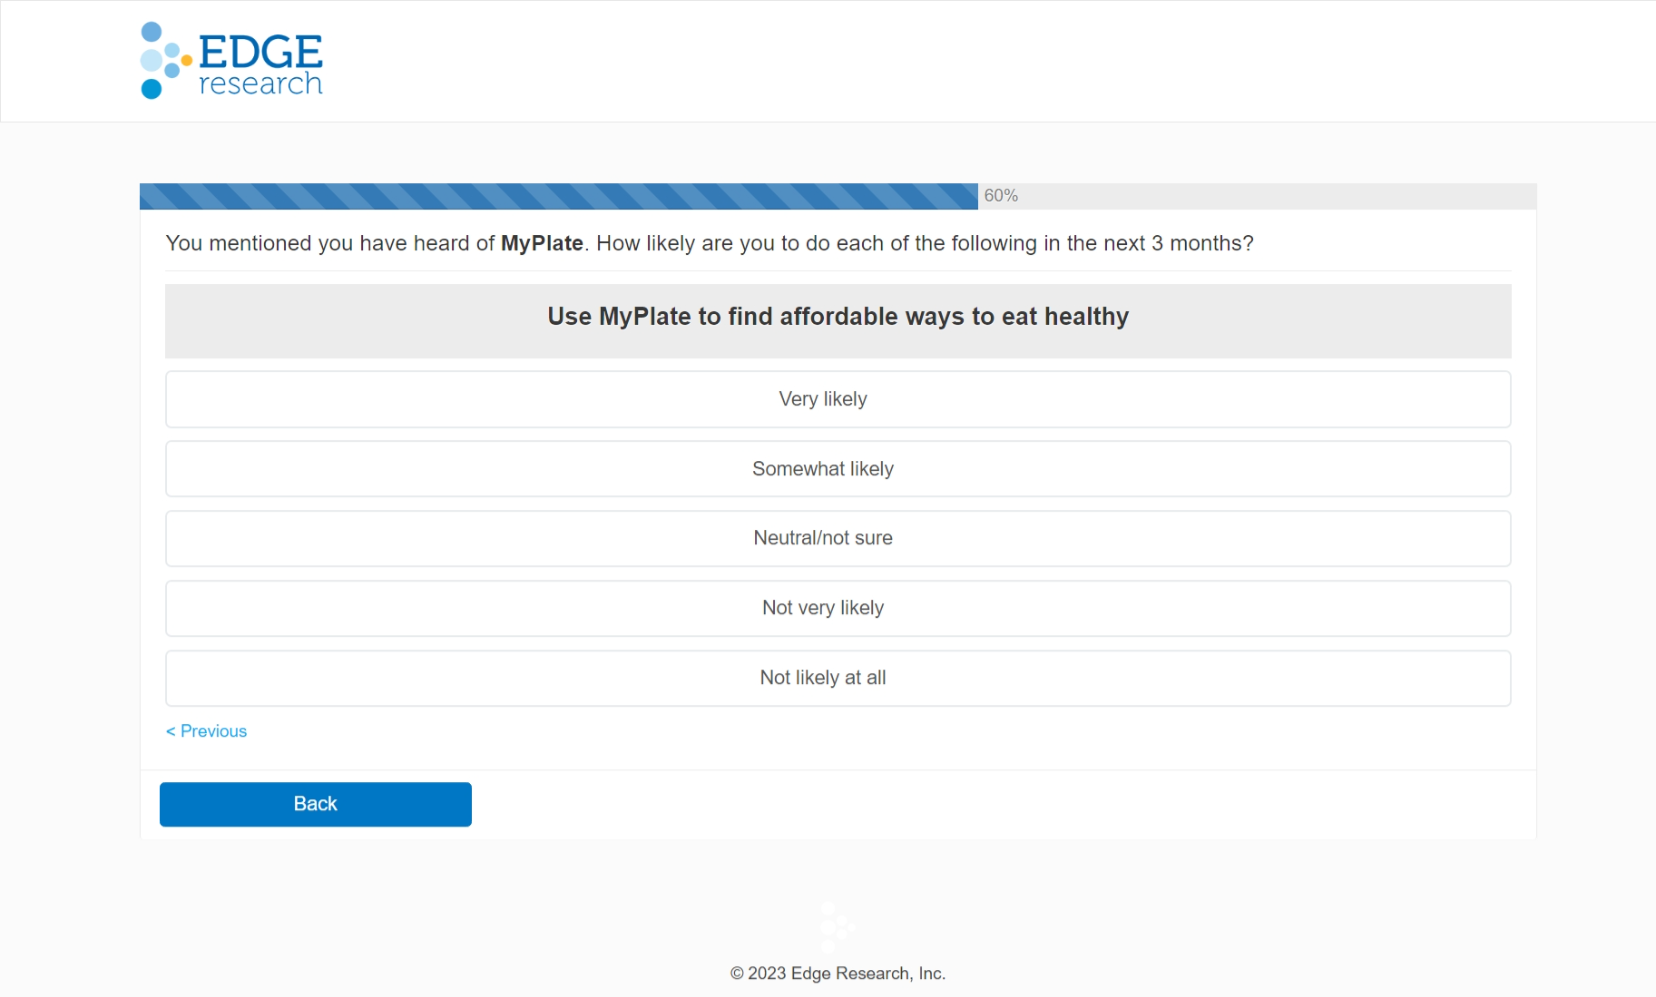 EDGE
research
60%
You mentioned you have heard of MyPlate. How likely are you to do each of the following in the next 3 months?
Use MyPlate to find affordable ways to eat healthy
Very likely
Somewhat likely
Neutral/not sure
Not very likely
Not likely at all
< Previous
Back
© 2023 Edge Research, Inc.